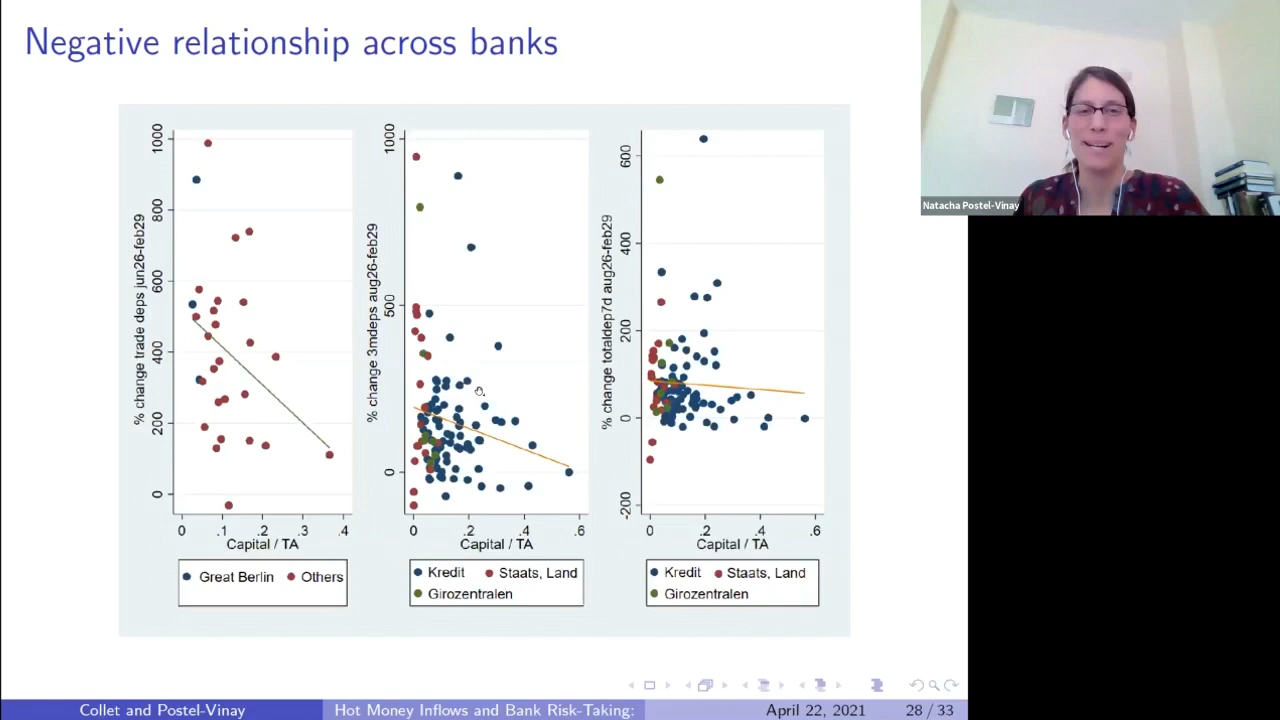 Negative relationship across banks
Natacha Postel-Vinay
% change trade deps jun26-feb29
1000
800
600
400
200
0
0 .1 .2 .3 .4
Capital / TA
Great Berlin Others
% change 3mdeps aug26-feb29
1000
500
0
0 .2 .4 .6
Capital / TA
Kredit Staats, Land
Girozentralen
% change totaldep7d aug26-feb29
600
400
200
0
-200
0 .2 .4 .6
Capital / TA
Kredit Staats, Land
Girozentralen
Collet and Postel-Vinay Hot Money Inflows and Bank Risk-Taking: April 22, 2021 28 / 33